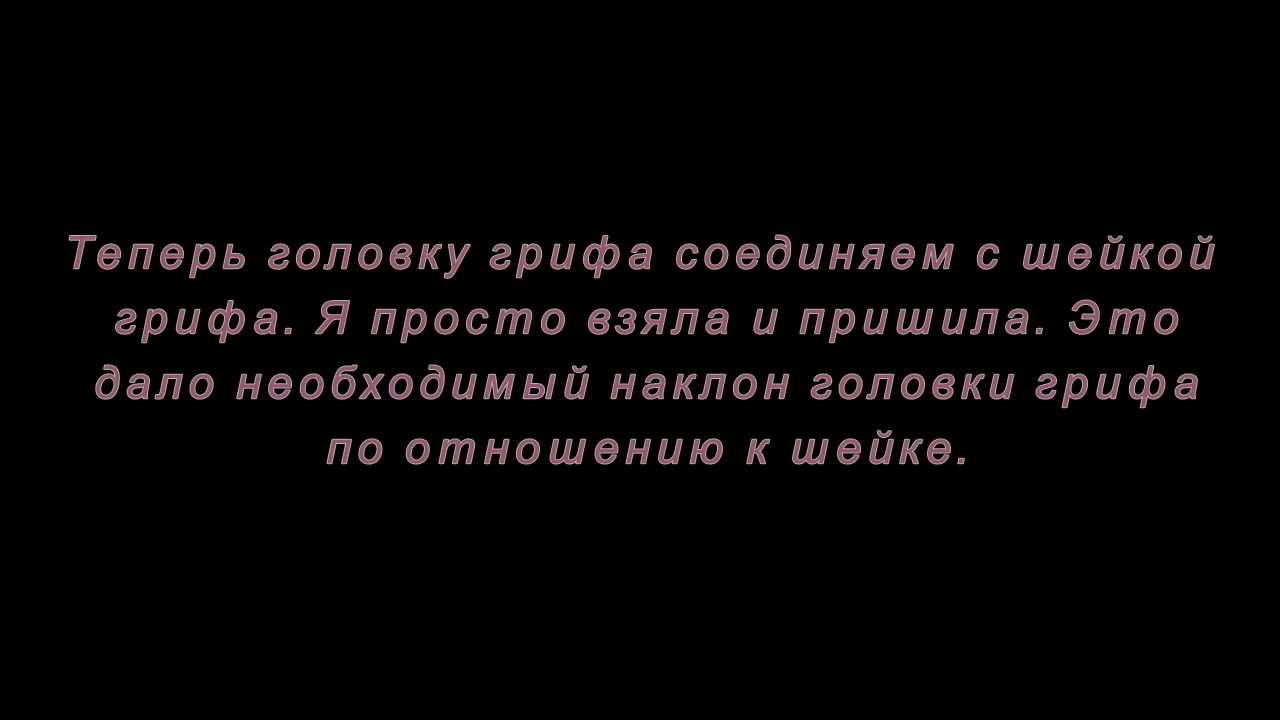 Теперь головку грифа соединяем с шейкой
грифа. Я просто взяла и пришила. Это
дало необходимый наклон головки грифа
по отношению к шейке.